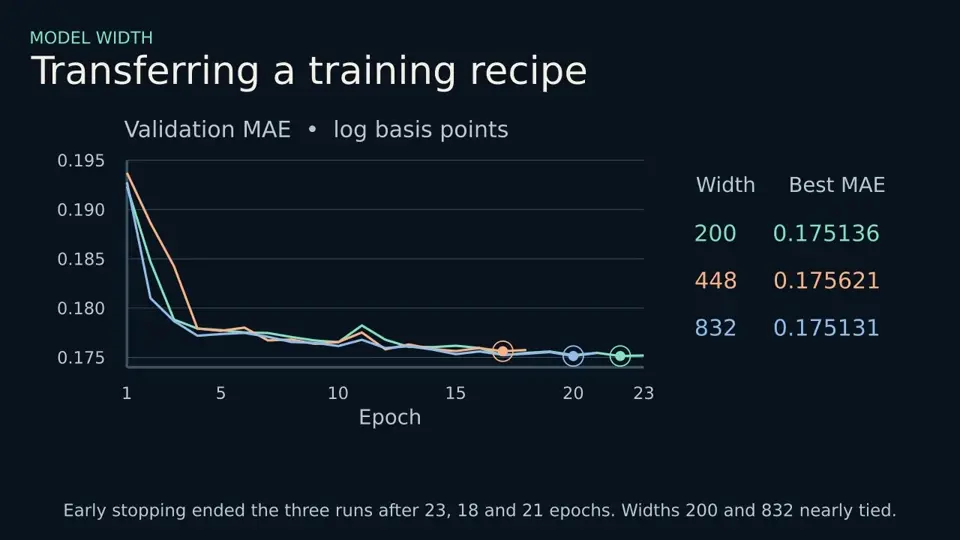 MODEL WIDTH
Transferring a training recipe
Validation MAE • log basis points
0.195
0.190
0.185
0.180
0.175
1 5 10 15 20 23
Epoch
Width Best MAE
200 0.175136
448 0.175621
832 0.175131
Early stopping ended the three runs after 23, 18 and 21 epochs. Widths 200 and 832 nearly tied.